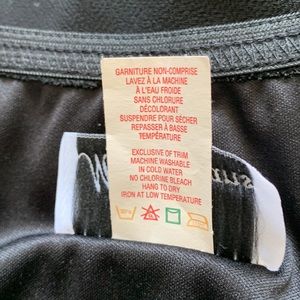 GARNITURE NON-COMPRISE
LAVEZ À LA MACHINE
À L'EAU FROIDE
SANS CHLORURE
DÉCOLORANT
SUSPENDRE POUR SÉCHER
REPASSER À BASSE
TEMPÉRATURE
EXCLUSIVE OF TRIM
MACHINE WASHABLE
IN COLD WATER
NO CHLORINE BLEACH
HANG TO DRY
IRON AT LOW TEMPERATURE